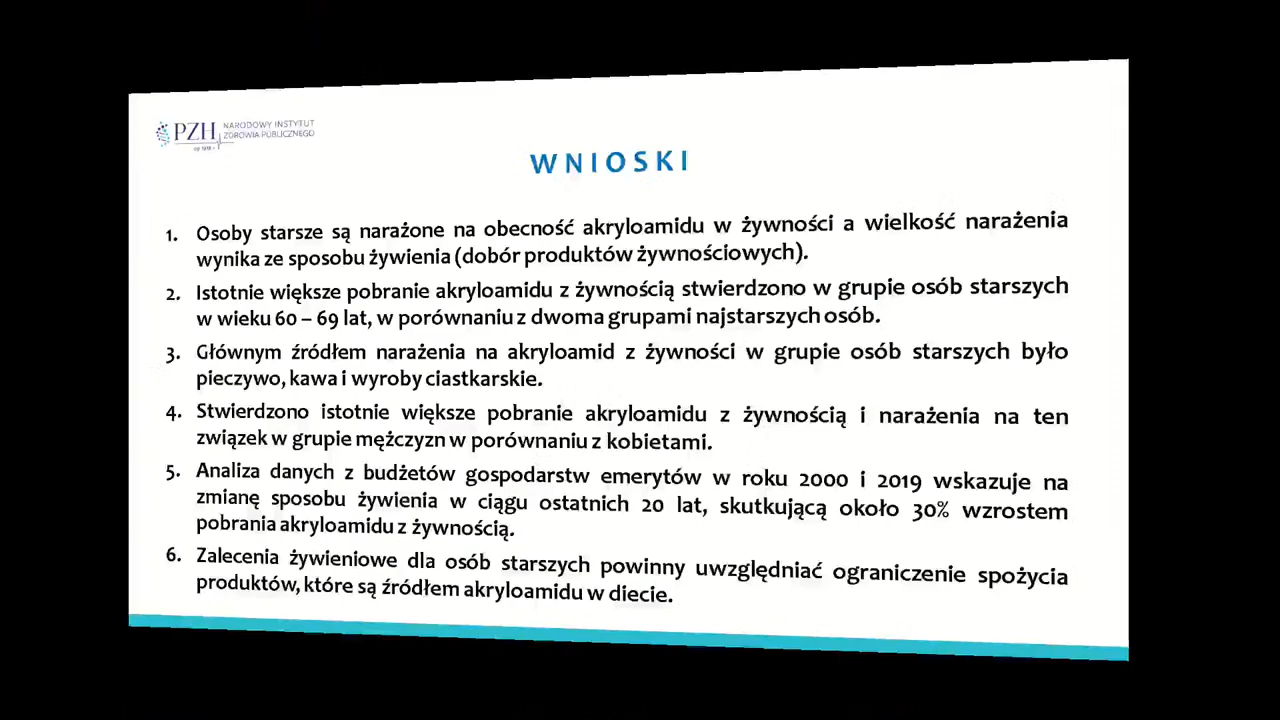 PZH NARODOWY INSTYTUT
ZDROWIA PUBLICZNEGO
WNIOSKI
1. Osoby starsze są narażone na obecność akryloamidu w żywności a wielkość narażenia
wynika ze sposobu żywienia (dobór produktów żywnościowych).
2. Istotnie większe pobranie akryloamidu z żywnością stwierdzono w grupie osób starszych
w wieku 60 – 69 lat, w porównaniu z dwoma grupami najstarszych osób.
3. Głównym źródłem narażenia na akryloamid z żywności w grupie osób starszych było
pieczywo, kawa i wyroby ciastkarskie.
4. Stwierdzono istotnie większe pobranie akryloamidu z żywnością i narażenia na ten
związek w grupie mężczyzn w porównaniu z kobietami.
5. Analiza danych z budżetów gospodarstw emerytów w roku 2000 i 2019 wskazuje na
zmianę sposobu żywienia w ciągu ostatnich 20 lat, skutkującą około 30% wzrostem
pobrania akryloamidu z żywnością.
6. Zalecenia żywieniowe dla osób starszych powinny uwzględniać ograniczenie spożycia
produktów, które są źródłem akryloamidu w diecie.